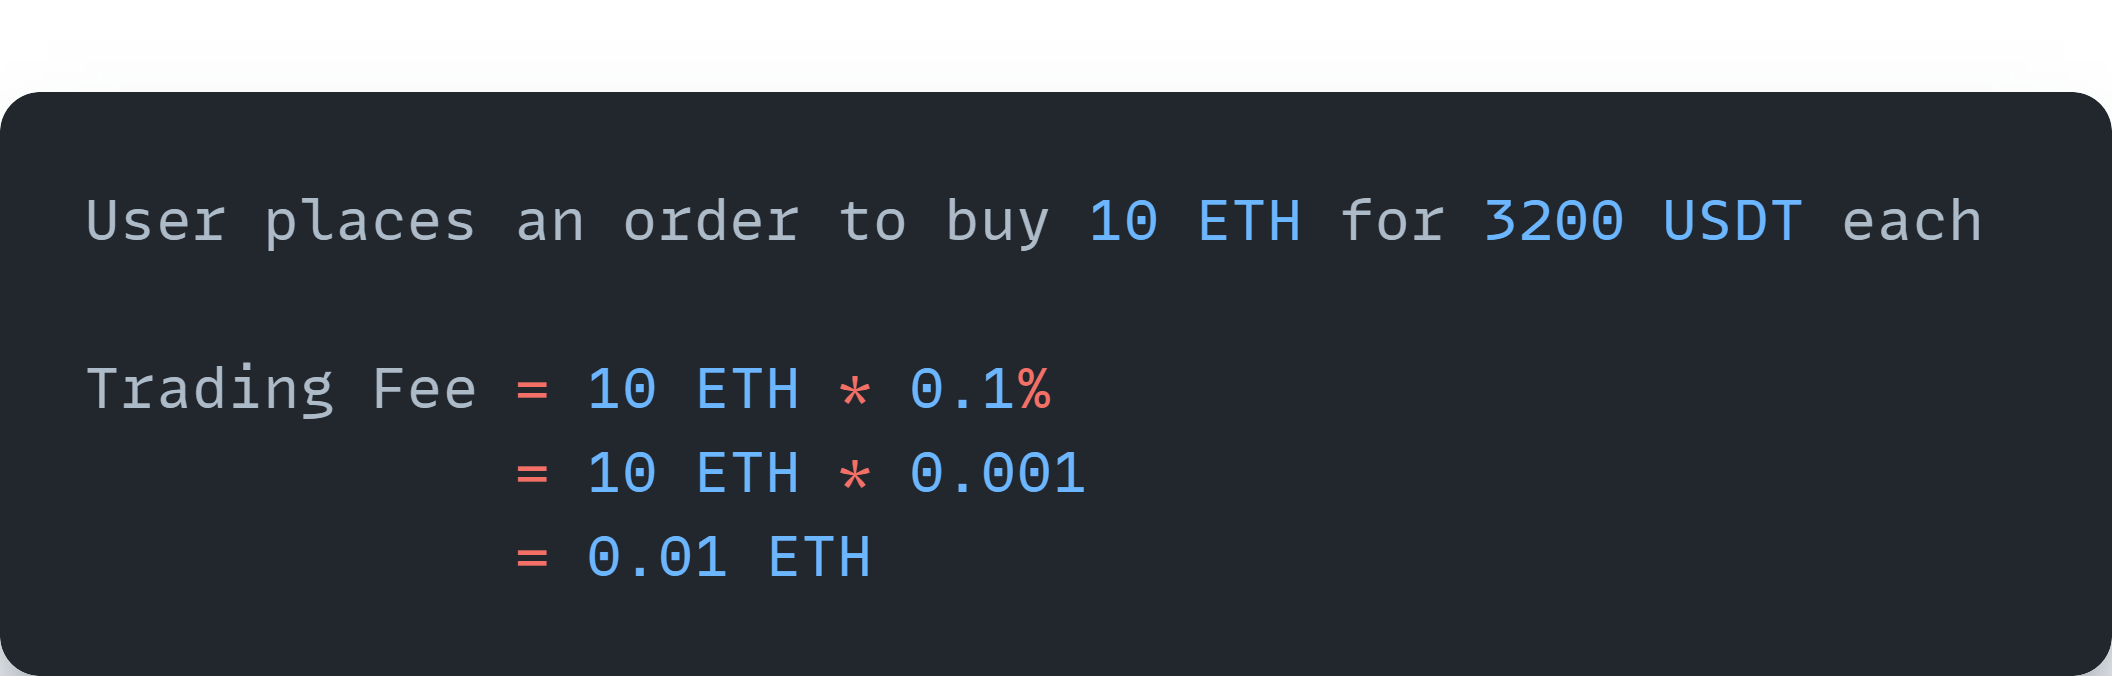 User places an order to buy 10 ETH for 3200 USDT each
Trading Fee = 10 ETH * 0.1%
= 10 ETH * 0.001
= 0.01 ETH